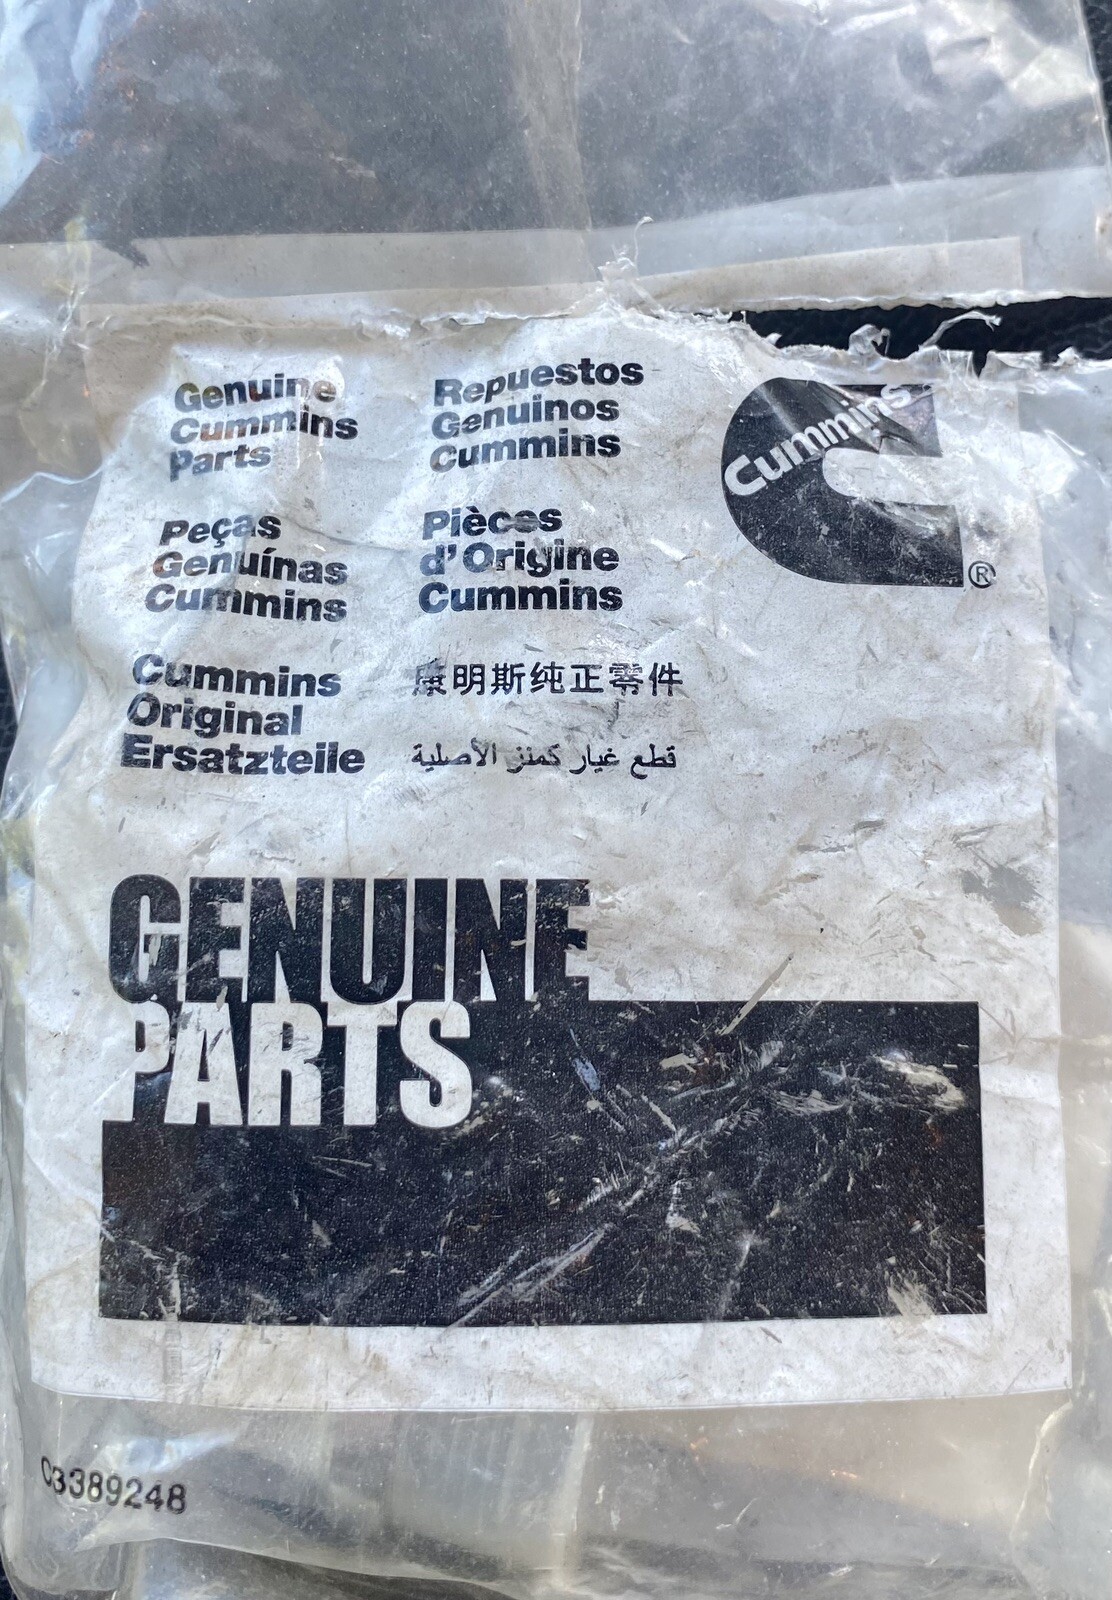 Genuine
Cummins
Parts
Repuestos
Genuinos
Cummins
Cummins
®
Peças
Genuínas
Cummins
Pièces
d'Origine
Cummins
Cummins
Original
Ersatzteile
康明斯纯正零件
قطع غيار كمنز الأصلية
GENUINE
PARTS
03389248